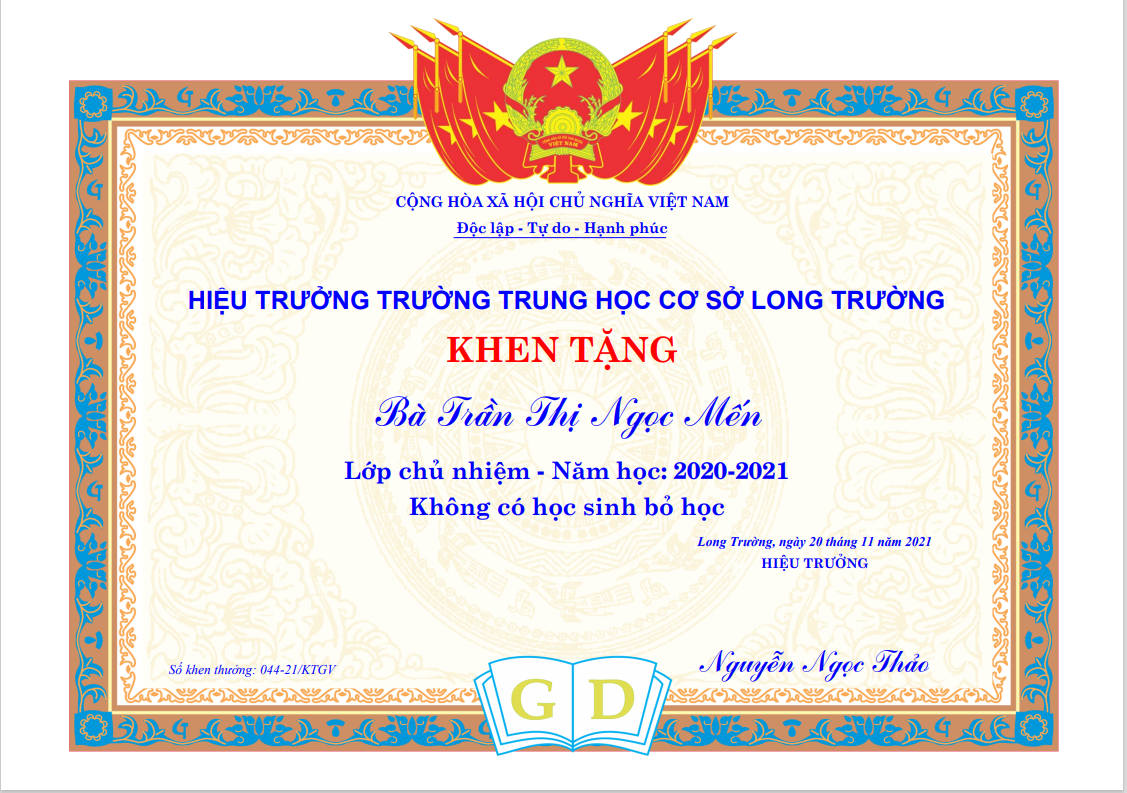 VIỆT NAM
CỘNG HÒA XÃ HỘI CHỦ NGHĨA VIỆT NAM
Độc lập - Tự do - Hạnh phúc
HIỆU TRƯỞNG TRƯỜNG TRUNG HỌC CƠ SỞ LONG TRƯỜNG
KHEN TẶNG
Bà Trần Thị Ngọc Mến
Lớp chủ nhiệm - Năm học: 2020-2021
Không có học sinh bỏ học
Long Trường, ngày 20 tháng 11 năm 2021
HIỆU TRƯỞNG
Nguyễn Ngọc Thảo
Số khen thưởng: 044-21/KTGV
G D